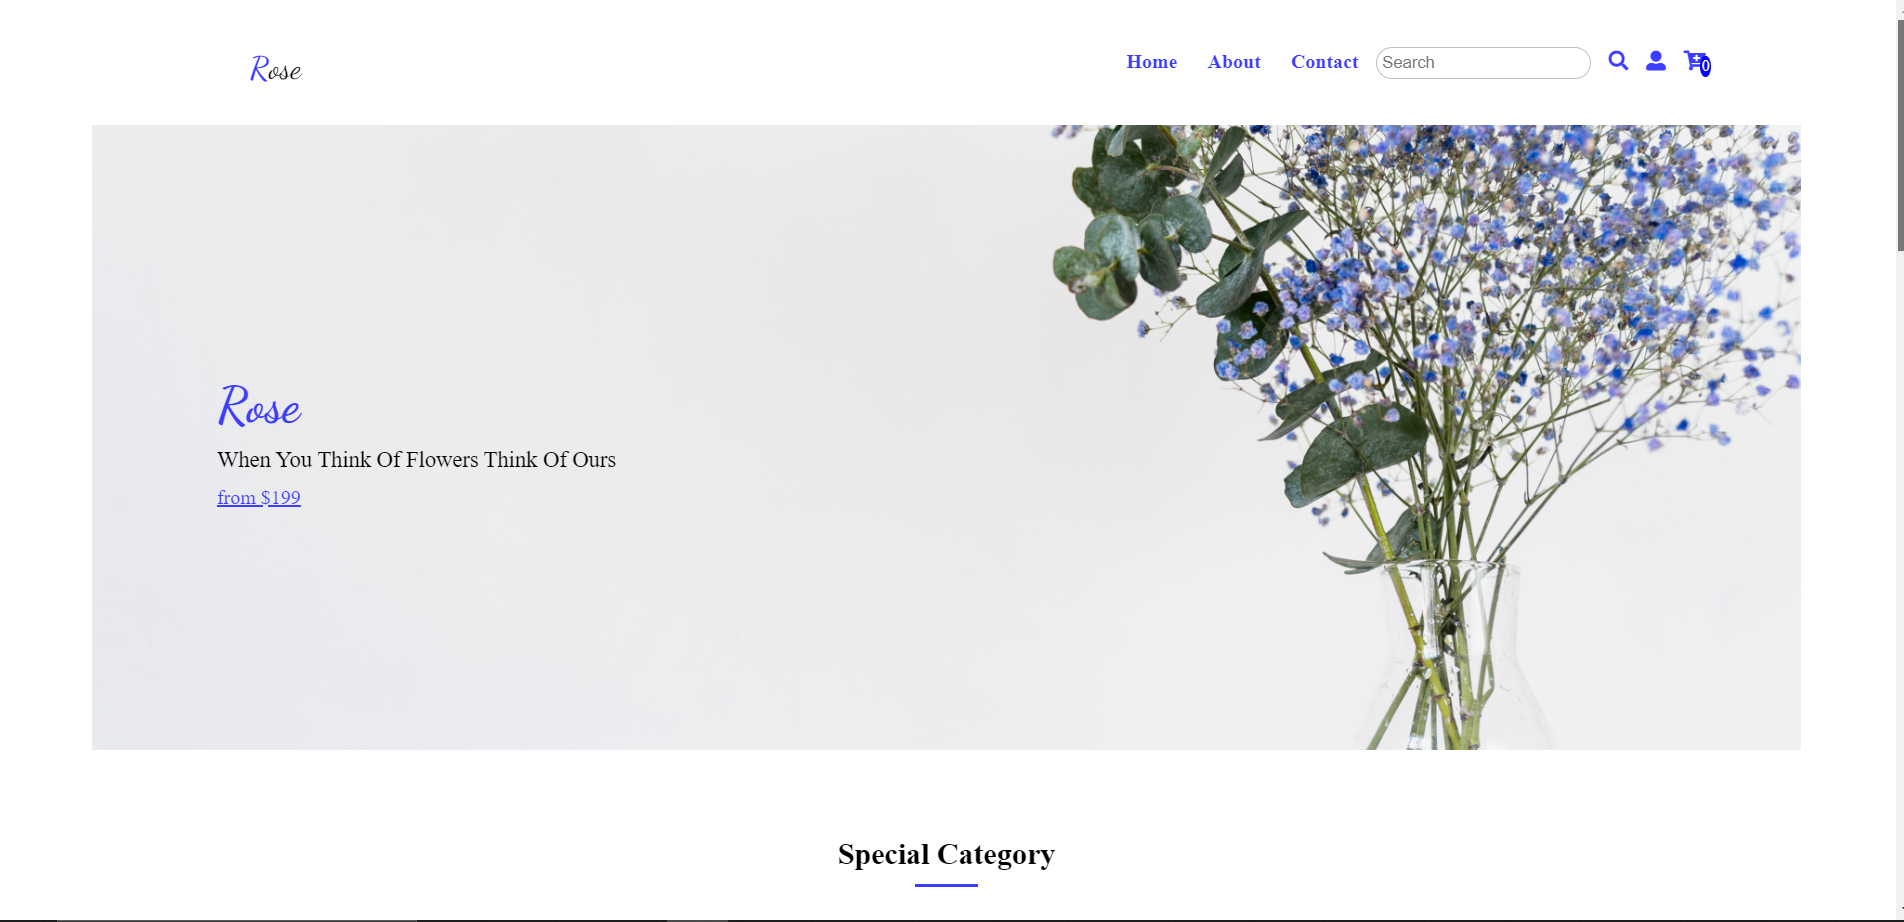 Rose
Home About Contact Search 0
Rose
When You Think Of Flowers Think Of Ours
from $199
Special Category